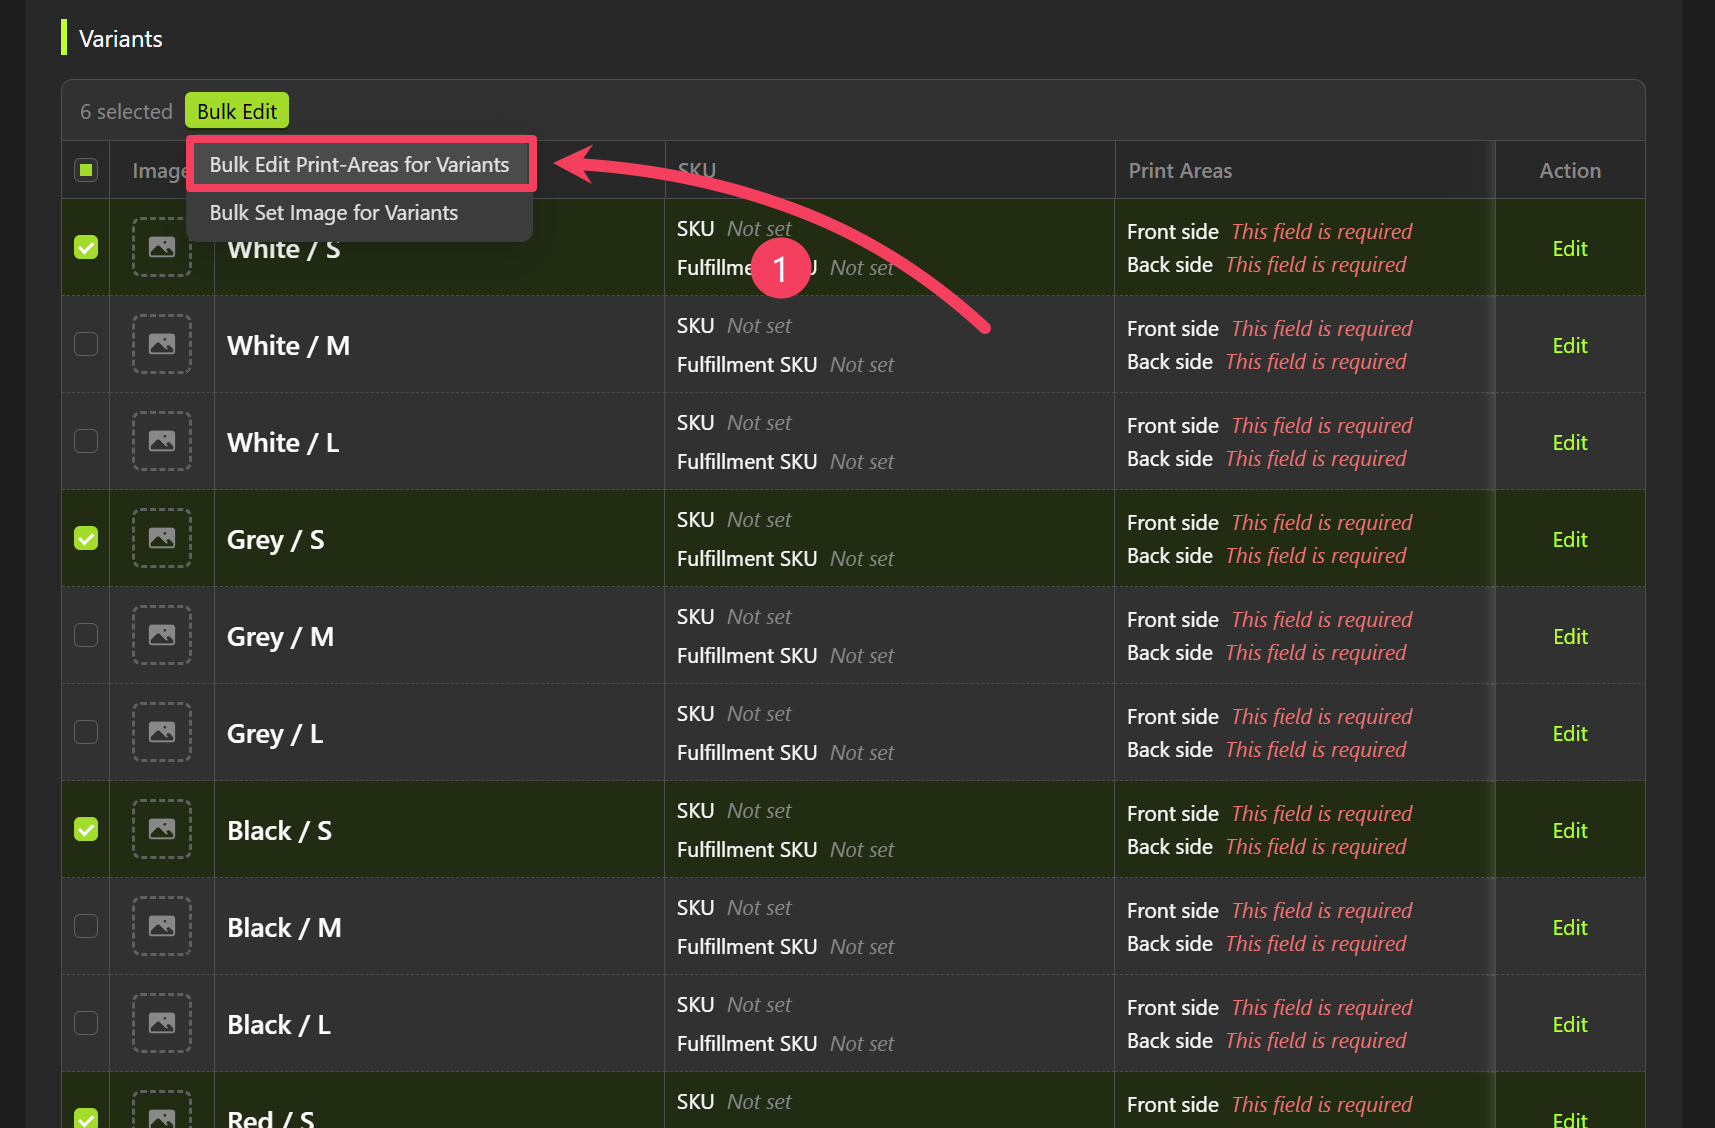 Variants
6 selected Bulk Edit
Bulk Edit Print-Areas for Variants
Bulk Set Image for Variants
Image SKU Print Areas Action
White / S
SKU Not set
Fulfillme U Not set
Front side This field is required
Back side This field is required
Edit
White / M
SKU Not set
Fulfillment SKU Not set
Front side This field is required
Back side This field is required
Edit
White / L
SKU Not set
Fulfillment SKU Not set
Front side This field is required
Back side This field is required
Edit
Grey / S
SKU Not set
Fulfillment SKU Not set
Front side This field is required
Back side This field is required
Edit
Grey / M
SKU Not set
Fulfillment SKU Not set
Front side This field is required
Back side This field is required
Edit
Grey / L
SKU Not set
Fulfillment SKU Not set
Front side This field is required
Back side This field is required
Edit
Black / S
SKU Not set
Fulfillment SKU Not set
Front side This field is required
Back side This field is required
Edit
Black / M
SKU Not set
Fulfillment SKU Not set
Front side This field is required
Back side This field is required
Edit
Black / L
SKU Not set
Fulfillment SKU Not set
Front side This field is required
Back side This field is required
Edit
Red / S
SKU Not set
Front side This field is required
Edit
1